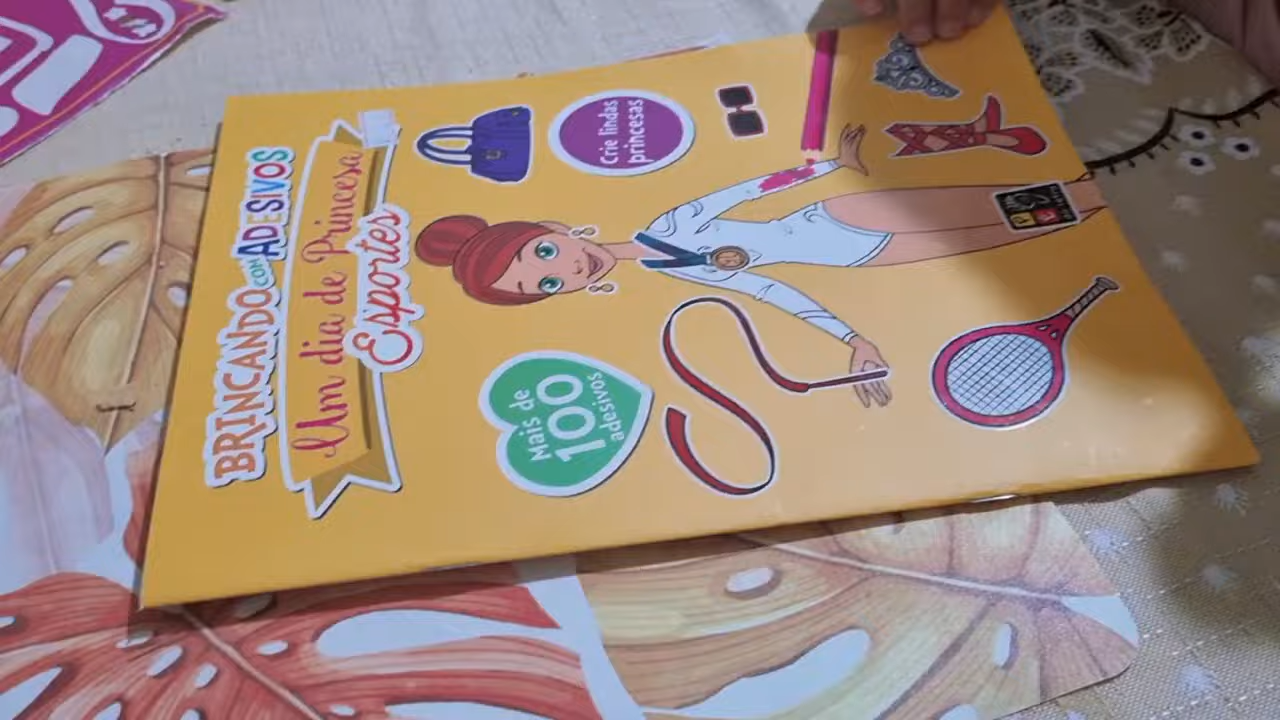 BRINCANDO COM ADESIVOS
Um dia de Princesa
Esportes
Crie lindas
princesas
Mais de
100
adesivos